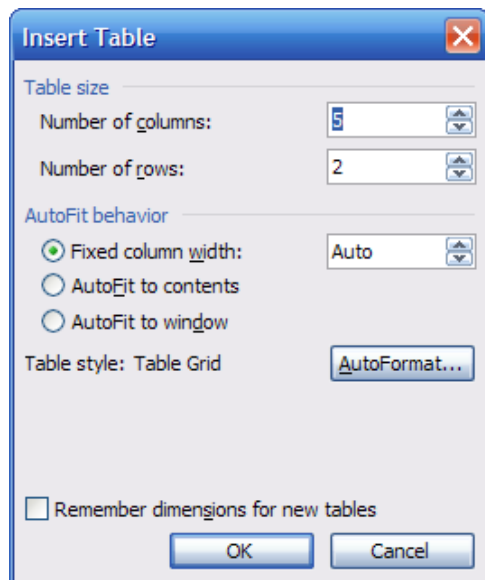 Insert Table
Table size
Number of columns: 5
Number of rows: 2
AutoFit behavior
Fixed column width: Auto
AutoFit to contents
AutoFit to window
Table style: Table Grid AutoFormat...
Remember dimensions for new tables
OK Cancel